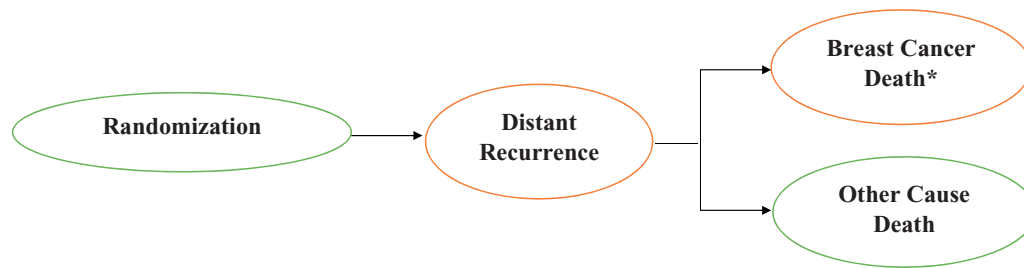 Randomization
Distant
Recurrence
Breast Cancer
Death*
Other Cause
Death